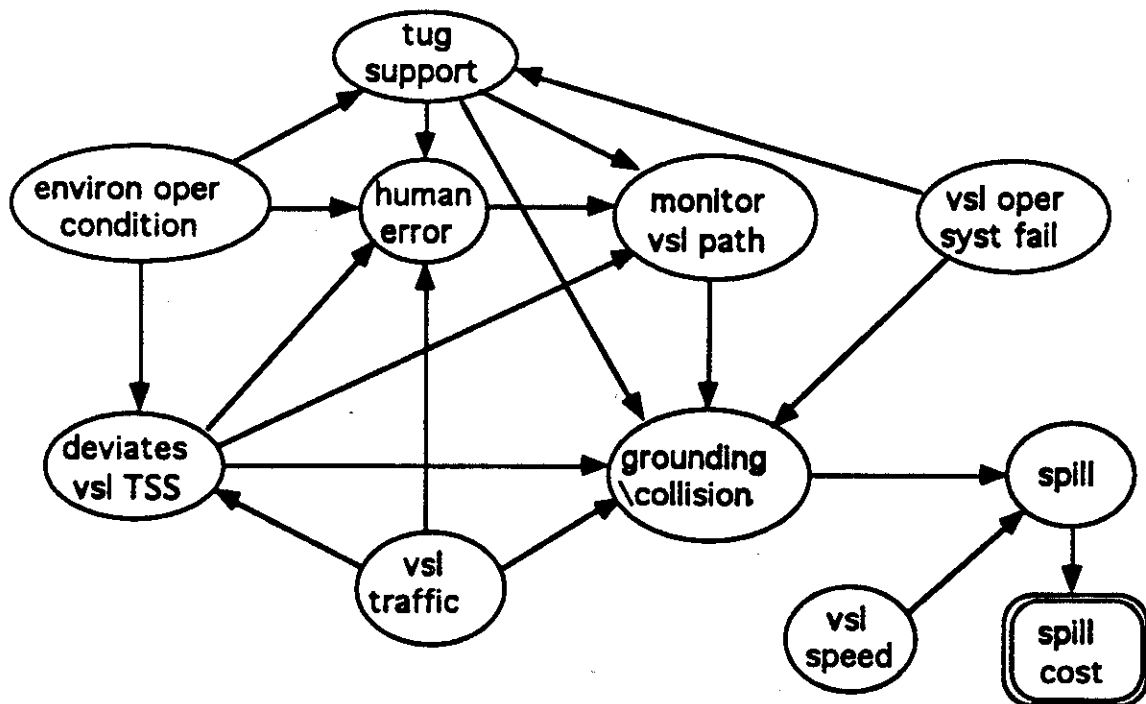 tug
support
environ oper
condition
human
error
monitor
vsl path
vsl oper
syst fail
deviates
vsl TSS
grounding
collision
spill
vsl
traffic
vsl
speed
spill
cost